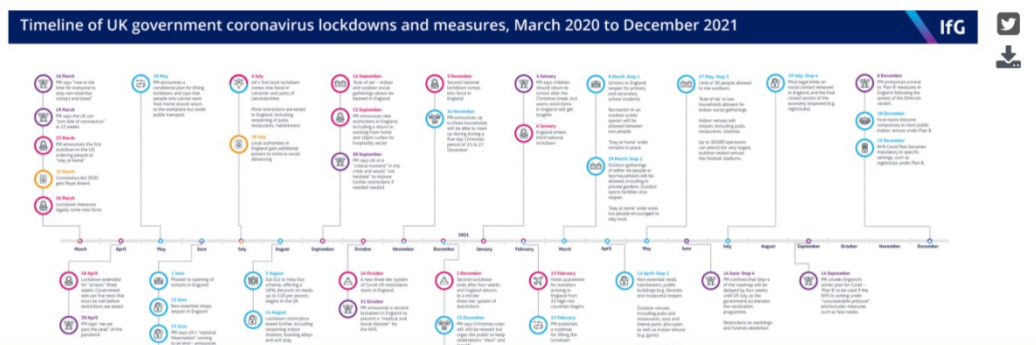 Timeline of UK government coronavirus lockdowns and measures, March 2020 to December 2021
IfG
16 March
PM says "now is the
time for everyone to
stop non-essential
contact and travel"
19 March
PM says the UK can
"turn tide of coronavirus"
in 12 weeks
23 March
PM announces the first
lockdown in the UK,
ordering people to
"stay at home"
25 March
Coronavirus Act 2020
gets Royal Assent
26 March
Lockdown measures
legally come into force
10 May
PM announces a
conditional plan for lifting
lockdown, and says that
people who cannot work
from home should return
to the workplace but avoid
public transport
4 July
UK's first local lockdown
comes into force in
Leicester and parts of
Leicestershire.
More restrictions are eased
in England, including
reopening of pubs,
restaurants, hairdressers.
18 July
Local authorities in
England gain additional
powers to enforce social
distancing
14 September
'Rule of six' – indoor
and outdoor social
gatherings above six
banned in England
22 September
PM announces new
restrictions in England,
including a return to
working from home and
10pm curfew for
hospitality sector
30 September
PM says UK at a
"critical moment" in the
crisis and would "not
hesitate" to impose
further restrictions if
needed
5 November
Second national
lockdown comes
into force in
England
24 November
PM announces up
to three households
will be able to meet
up during a
five day Christmas
period of 23 to 27
December
4 January
PM says children
should return to
school after the
Christmas break, but
warns restrictions
in England will get
tougher
6 January
England enters
third national
lockdown
8 March: Step 1
Schools in England
reopen for primary
and secondary
school students.
Recreation in an
outdoor public
spaces will be
allowed between
two people.
'Stay at home' order
remains in place.
29 March: Step 1
Outdoor gatherings
of either six people or
two households will be
allowed, including in
private gardens. Outdoor
sports facilities also
reopen.
'Stay at home' order ends
but people encouraged to
stay local.
17 May: Step 3
Limit of 30 people allowed
to mix outdoors.
'Rule of six' or two
households allowed for
indoor social gatherings.
Indoor venues will
reopen, including pubs,
restaurants, cinemas.
Up to 10,000 spectators
can attend the very largest
outdoor-seated venues
like football stadiums.
19 July: Step 4
Most legal limits on
social contact removed
in England, and the final
closed sectors of the
economy reopened (e.g.
nightclubs).
8 December
PM announces a move
to 'Plan B' measures in
England following the
spread of the Omicron
variant.
10 December
Face masks become
compulsory in most public
indoor venues under Plan B.
15 December
NHS Covid Pass becomes
mandatory in specific
settings, such as
nightclubs under Plan B.
2021
March April May June July August September October November December January February March April May June July August September October November December
16 April
Lockdown extended
for "at least" three
weeks. Government
sets out five tests that
must be met before
restrictions are eased
30 April
PM says "we are
past the peak" of the
pandemic
1 June
Phased re-opening of
schools in England
15 June
Non-essential shops
reopen in England
23 June
PM says UK's "national
hibernation" coming
to an end – announces
3 August
Eat Out to Help Out
scheme, offering a
50% discount on meals
up to £10 per person,
begins in the UK
14 August
Lockdown restrictions
eased further, including
reopening indoor
theatres, bowling alleys
and soft play
14 October
A new three-tier system
of Covid-19 restrictions
starts in England
31 October
PM announces a second
lockdown in England to
prevent a "medical and
moral disaster" for
the NHS
2 December
Second lockdown
ends after four weeks
and England returns
to a stricter
three-tier system of
restrictions
19 December
PM says Christmas rules
15 February
Hotel quarantine
for travellers
arriving in
England from
33 high-risk
countries begins
22 February
PM publishes
a roadmap
for lifting the
lockdown
12 April: Step 2
Non-essential retail,
hairdressers, public
buildings (e.g. libraries
and museums) reopen.
Outdoor venues,
including pubs and
restaurants, zoos and
theme parks also open,
as well as indoor leisure
(e.g. gyms).
14 June: Step 4
PM confirms that Step 4
of the roadmap will be
delayed by four weeks,
until 19 July, as the
government accelerates
the vaccination
programme.
Restrictions on weddings
and funerals abolished.
14 September
PM unveils England's
winter plan for Covid –
'Plan B' to be used if the
NHS is coming under
"unsustainable pressure",
and includes measures
such as face masks.